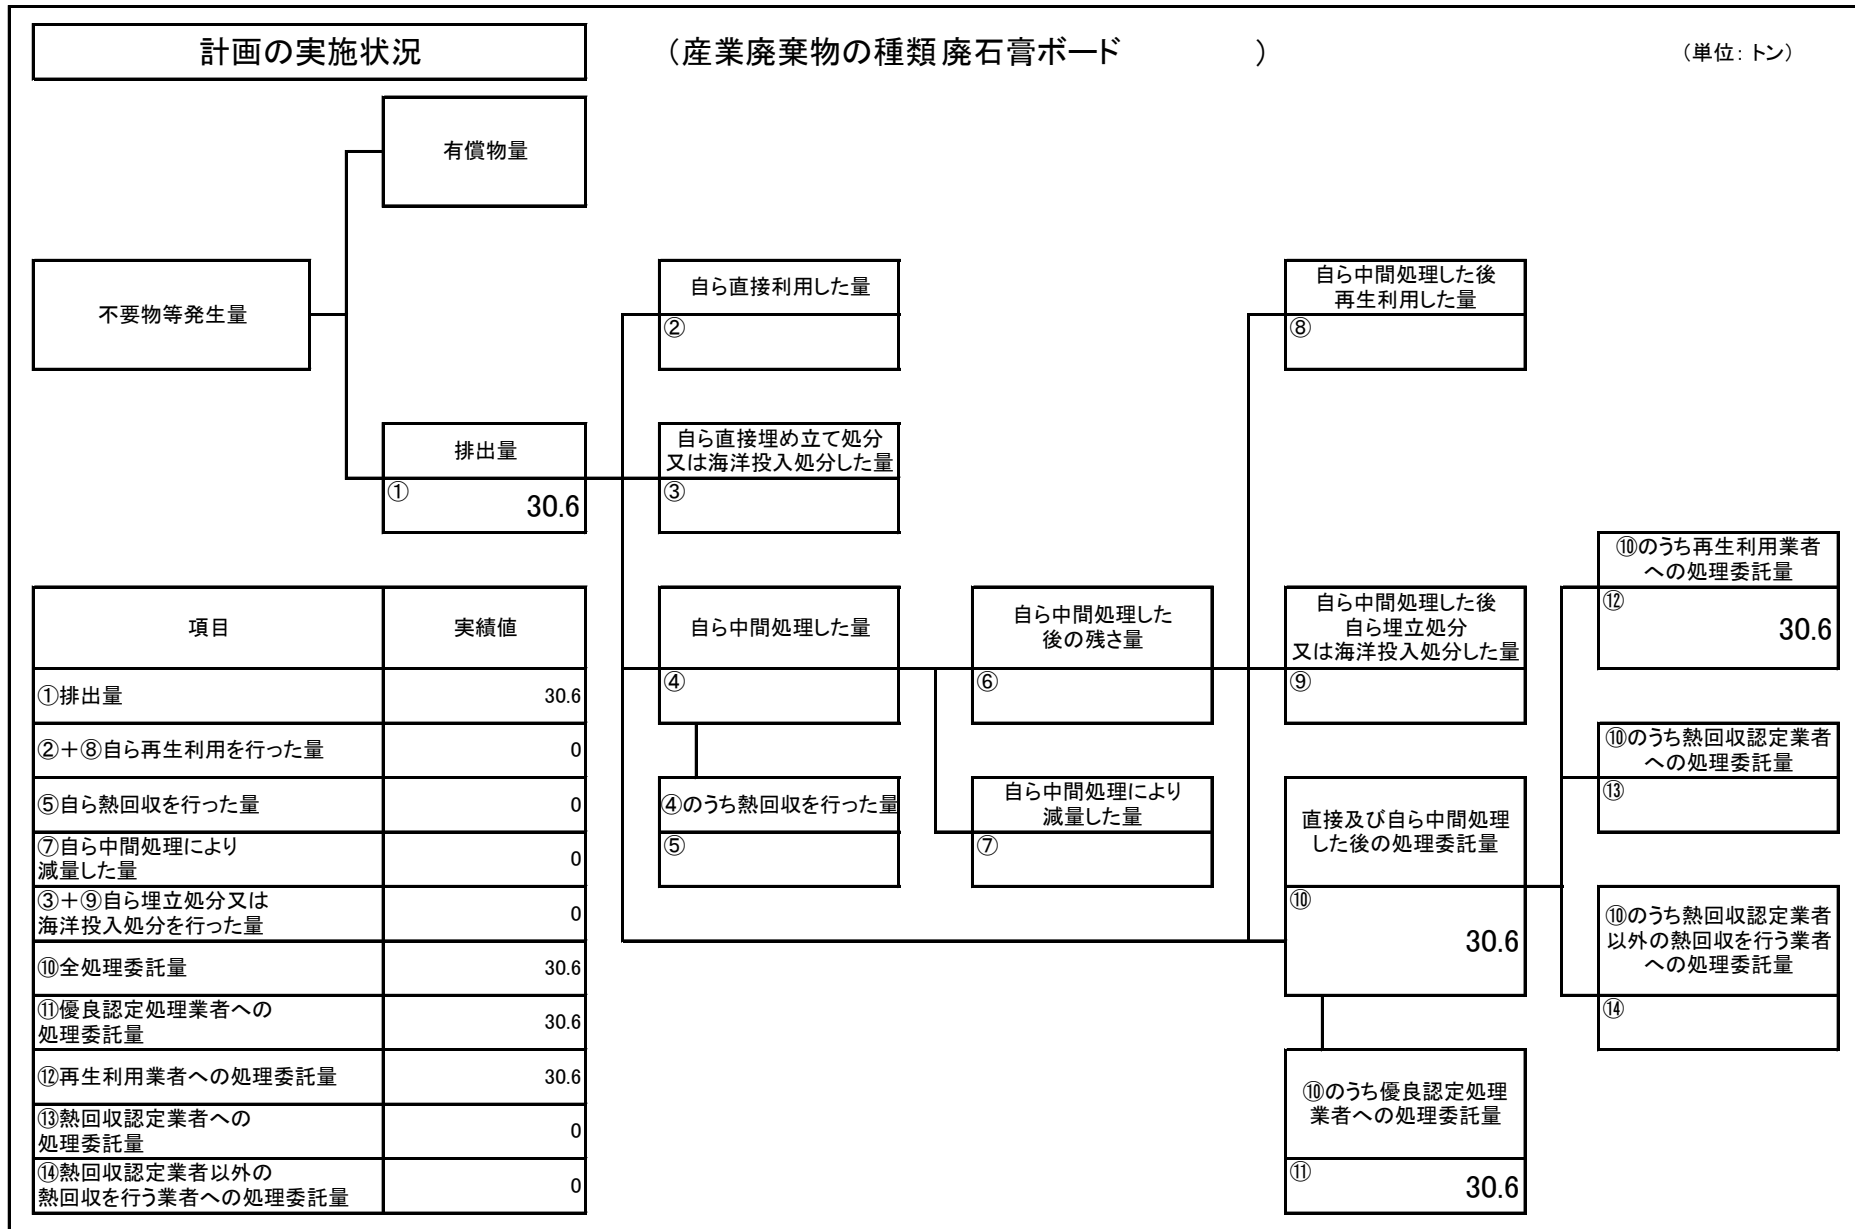 計画の実施状況
（産業廃棄物の種類 廃石膏ボード　　　　）
（単位：トン）
有償物量
不要物等発生量
自ら直接利用した量
②
自ら中間処理した後
再生利用した量
⑧
排出量
①
30.6
自ら直接埋め立て処分
又は海洋投入処分した量
③
⑩のうち再生利用業者
への処理委託量
⑫
30.6
自ら中間処理した量
④
自ら中間処理した
後の残さ量
⑥
自ら中間処理した後
自ら埋立処分
又は海洋投入処分した量
⑨
④のうち熱回収を行った量
⑤
自ら中間処理により
減量した量
⑦
直接及び自ら中間処理
した後の処理委託量
⑩
30.6
⑩のうち熱回収認定業者
への処理委託量
⑬
⑩のうち熱回収認定業者
以外の熱回収を行う業者
への処理委託量
⑭
⑩のうち優良認定処理
業者への処理委託量
⑪
30.6
項目 実績値
①排出量 30.6
②＋⑧自ら再生利用を行った量 0
⑤自ら熱回収を行った量 0
⑦自ら中間処理により
減量した量 0
③＋⑨自ら埋立処分又は
海洋投入処分を行った量 0
⑩全処理委託量 30.6
⑪優良認定処理業者への
処理委託量 30.6
⑫再生利用業者への処理委託量 30.6
⑬熱回収認定業者への
処理委託量 0
⑭熱回収認定業者以外の
熱回収を行う業者への処理委託量 0